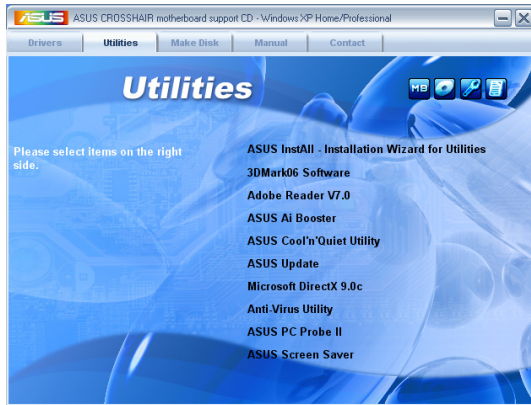 ASUS ASUS CROSSHAIR motherboard support CD - Windows XP Home/Professional
Drivers Utilities Make Disk Manual Contact
Utilities
MB
Please select items on the right
side.
ASUS InstAll - Installation Wizard for Utilities
3DMark06 Software
Adobe Reader V7.0
ASUS Ai Booster
ASUS Cool'n'Quiet Utility
ASUS Update
Microsoft DirectX 9.0c
Anti-Virus Utility
ASUS PC Probe II
ASUS Screen Saver